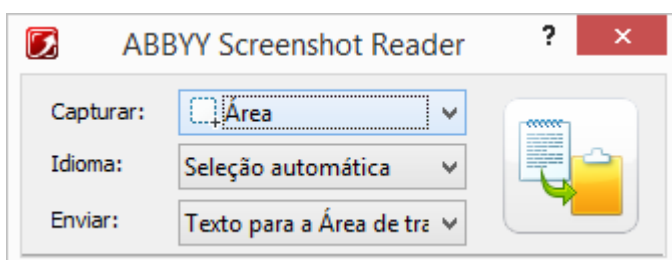 ABBYY Screenshot Reader ?
Capturar: Área
Idioma: Seleção automática
Enviar: Texto para a Área de tra